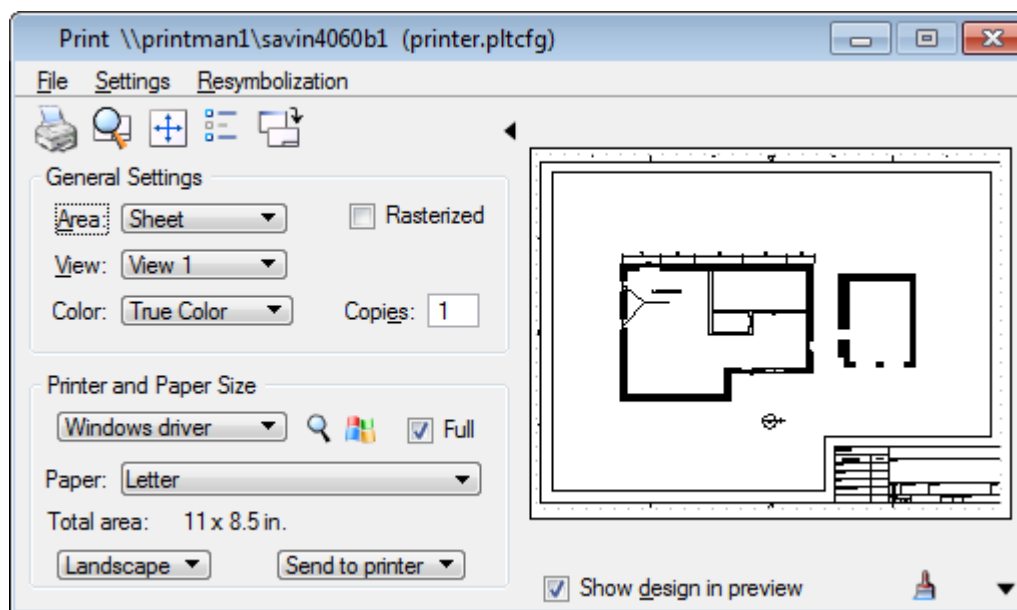 Print \\printman1\savin4060b1 (printer.pltcfg)
File Settings Resymbolization
General Settings
Area: Sheet
Rasterized
View: View 1
Color: True Color
Copies: 1
Printer and Paper Size
Windows driver
Full
Paper: Letter
Total area: 11 x 8.5 in.
Landscape
Send to printer
Show design in preview